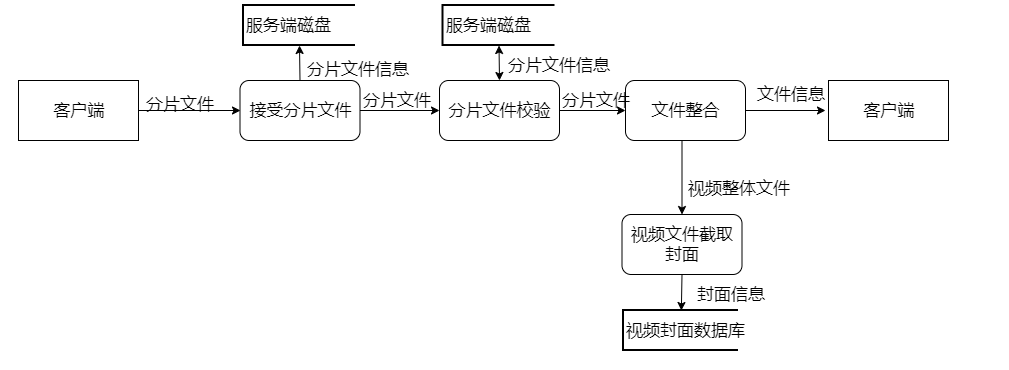 服务端磁盘
服务端磁盘
分片文件信息
分片文件信息
客户端
分片文件
接受分片文件
分片文件
分片文件校验
分片文件
文件整合
文件信息
客户端
视频整体文件
视频文件截取
封面
封面信息
视频封面数据库